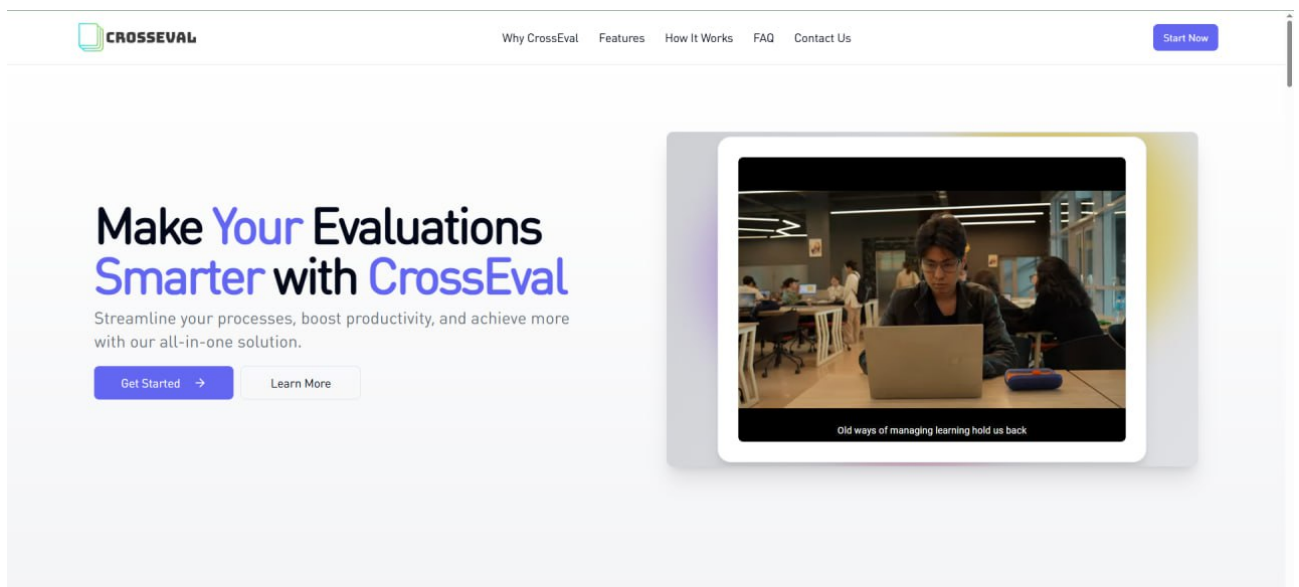 CROSSEVAL
Why CrossEval Features How It Works FAQ Contact Us
Start Now
Make Your Evaluations
Smarter with CrossEval
Streamline your processes, boost productivity, and achieve more
with our all-in-one solution.
Get Started →
Learn More
Old ways of managing learning hold us back